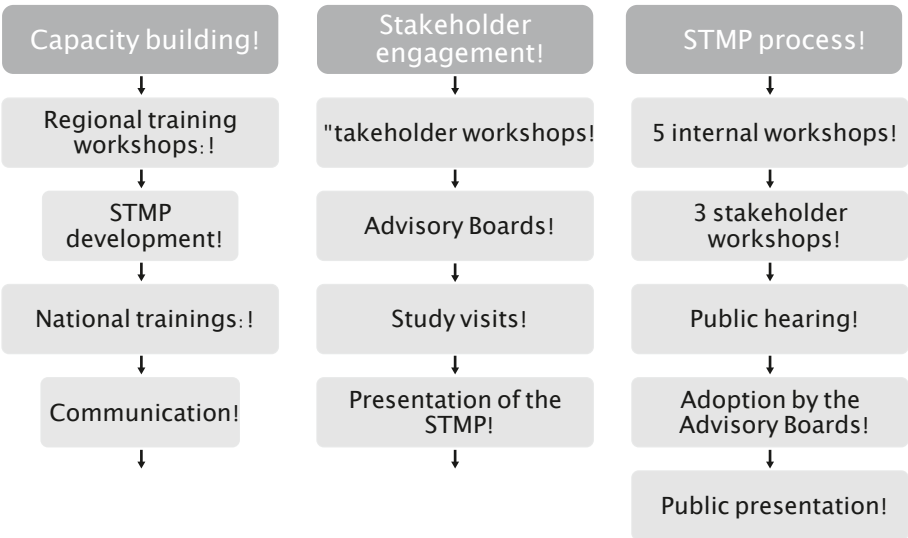 Capacity building!
Regional training
workshops:!
STMP
development!
National trainings:!
Communication!
Stakeholder
engagement!
"takeholder workshops!
Advisory Boards!
Study visits!
Presentation of the
STMP!
STMP process!
5 internal workshops!
3 stakeholder
workshops!
Public hearing!
Adoption by the
Advisory Boards!
Public presentation!